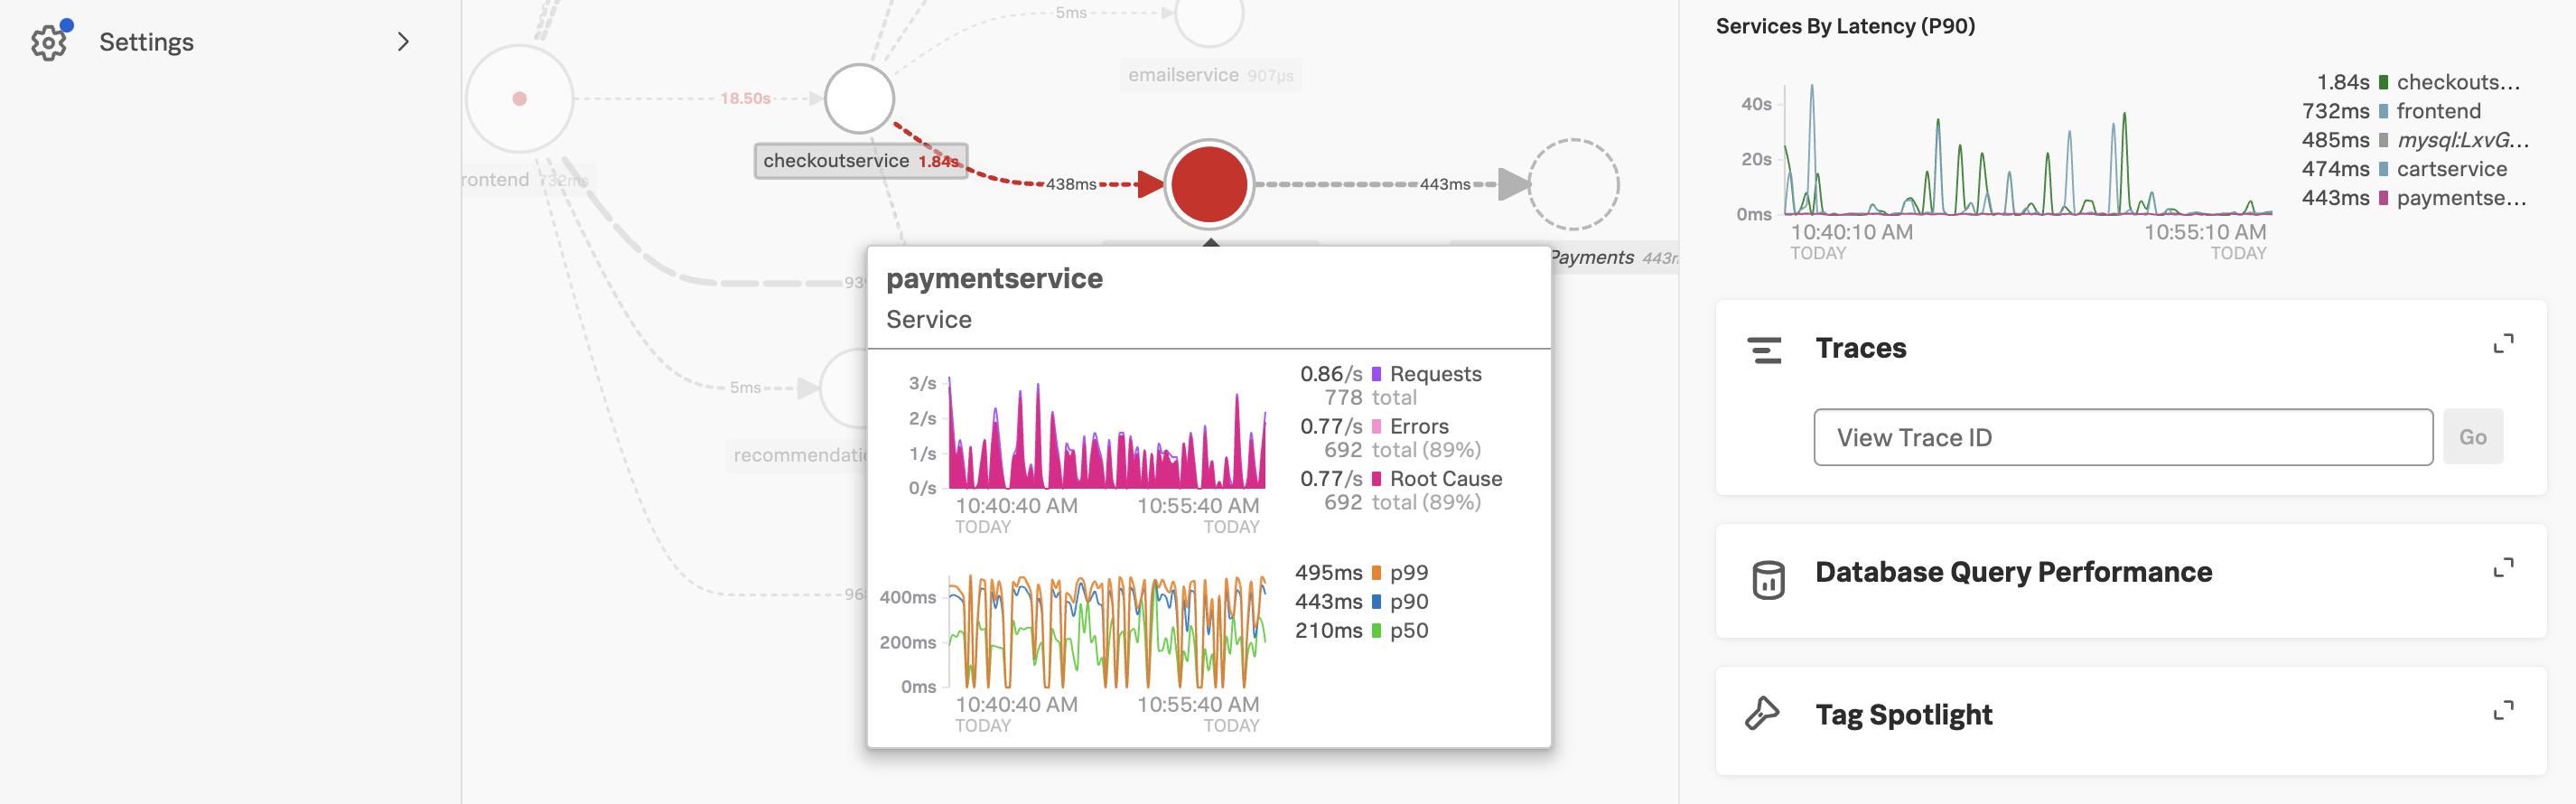 Settings
5ms
emailservice 907µs
18.50s
checkoutservice 1.84s
rontend 732ms
438ms
443ms
Payments 443m
93
5ms
recommendatio
96
paymentservice
Service
3/s
2/s
1/s
0/s
10:40:40 AM 10:55:40 AM
TODAY TODAY
0.86/s Requests
778 total
0.77/s Errors
692 total (89%)
0.77/s Root Cause
692 total (89%)
400ms
200ms
0ms
10:40:40 AM 10:55:40 AM
TODAY TODAY
495ms p99
443ms p90
210ms p50
Services By Latency (P90)
40s
20s
0ms
10:40:10 AM 10:55:10 AM
TODAY TODAY
1.84s checkouts...
732ms frontend
485ms mysql:LxvG...
474ms cartservice
443ms paymentse...
Traces
View Trace ID Go
Database Query Performance
Tag Spotlight